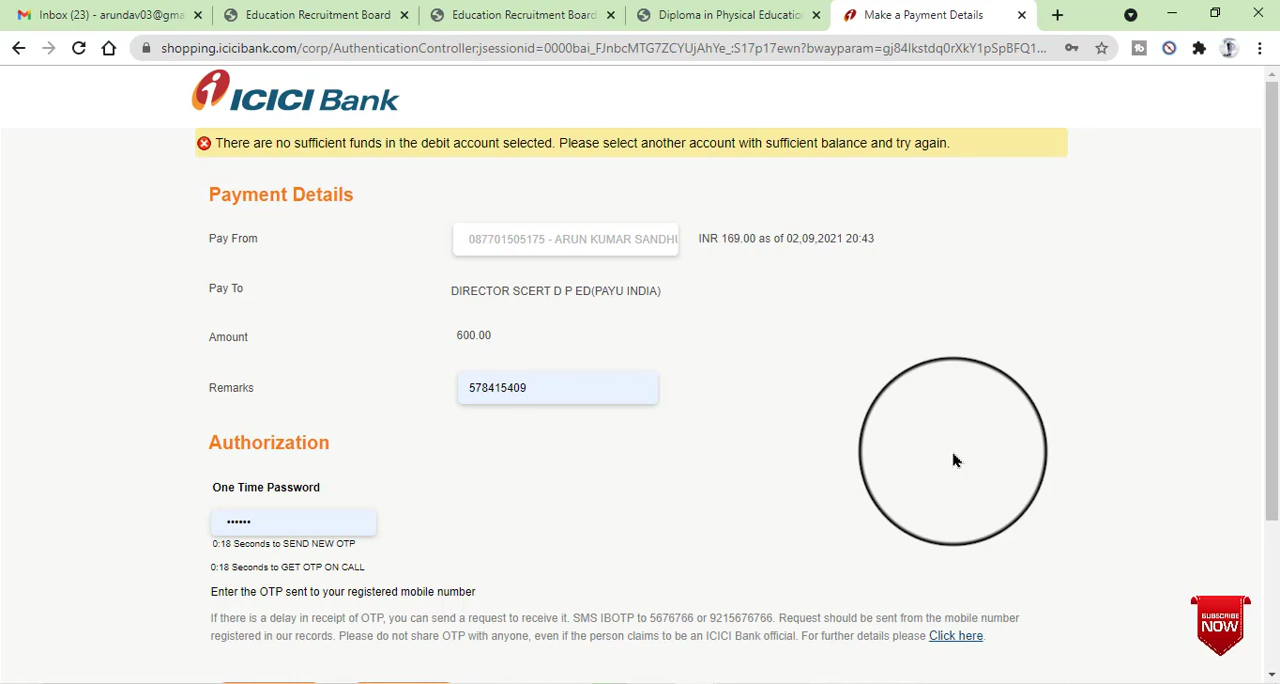 Inbox (23) - arundav03@gma
Education Recruitment Board
Education Recruitment Board
Diploma in Physical Educatio
Make a Payment Details
shopping.icicibank.com/corp/AuthenticationController;jsessionid=0000bai_FJnbcMTG7ZCYUjAhYe_:S17p17ewn?bwayparam=gj84lkstdq0rXkY1pSpBFQ1...
ICICI Bank
There are no sufficient funds in the debit account selected. Please select another account with sufficient balance and try again.
Payment Details
Pay From
087701505175 - ARUN KUMAR SANDHU
INR 169.00 as of 02,09,2021 20:43
Pay To
DIRECTOR SCERT D P ED(PAYU INDIA)
Amount
600.00
Remarks
578415409
Authorization
One Time Password
0:18 Seconds to SEND NEW OTP
0:18 Seconds to GET OTP ON CALL
Enter the OTP sent to your registered mobile number
If there is a delay in receipt of OTP, you can send a request to receive it. SMS IBOTP to 5676766 or 9215676766. Request should be sent from the mobile number
registered in our records. Please do not share OTP with anyone, even if the person claims to be an ICICI Bank official. For further details please Click here.
SUBSCRIBE
NOW